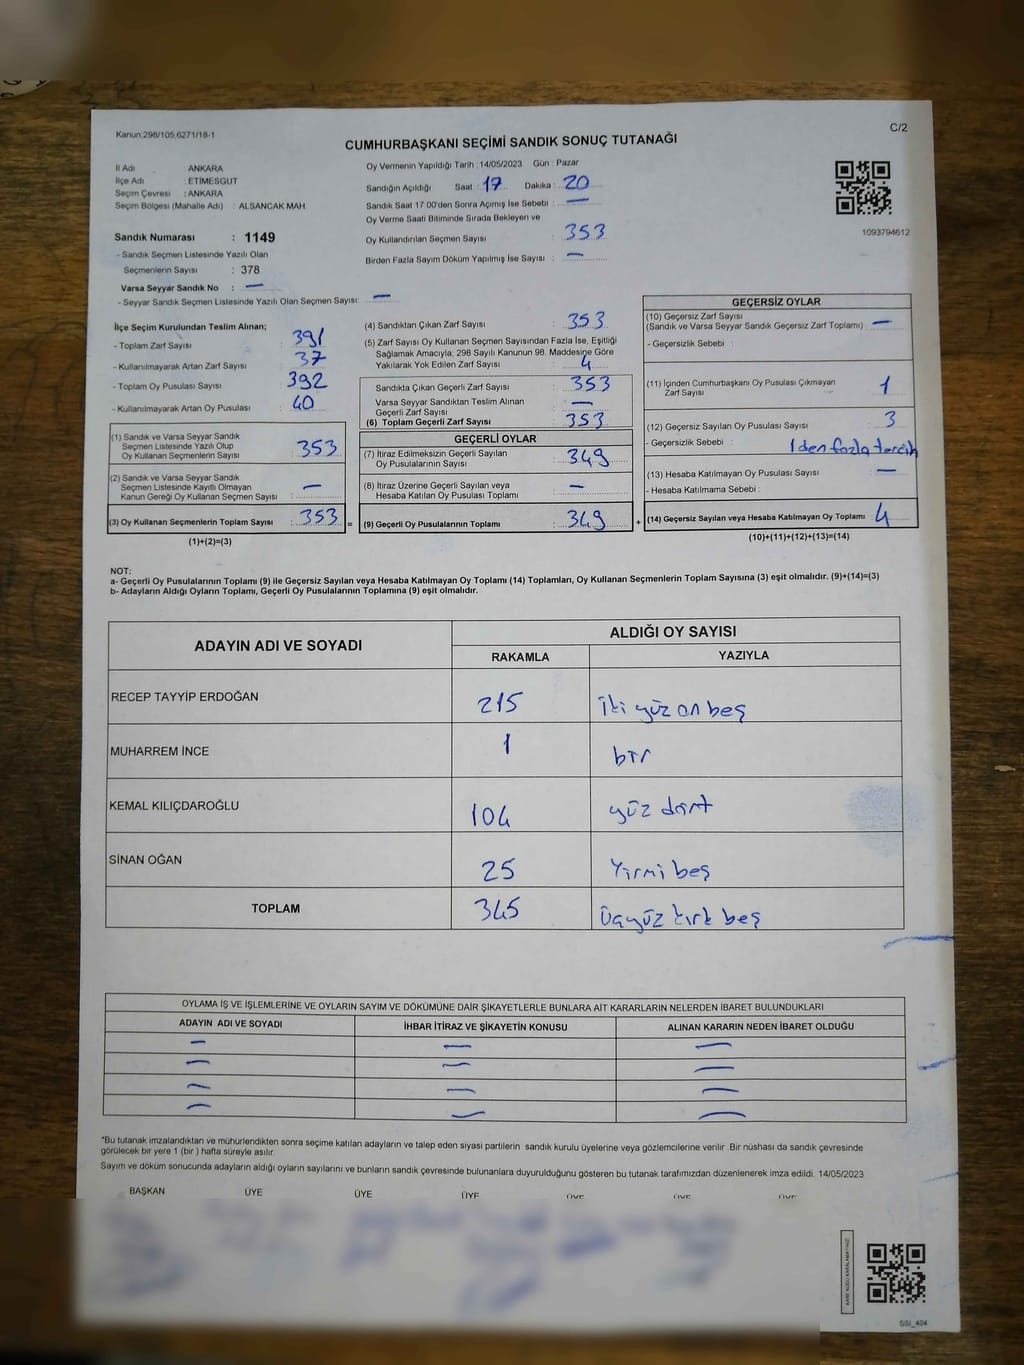 Kanun:298/105,6271/18-1
C/2
CUMHURBAŞKANI SEÇİMİ SANDIK SONUÇ TUTANAĞI
İl Adı : ANKARA
İlçe Adı : ETİMESGUT
Seçim Çevresi : ANKARA
Seçim Bölgesi (Mahalle Adı) : ALSANCAK MAH.
Oy Vermenin Yapıldığı Tarih :14/05/2023 Gün : Pazar
Sandığın Açıldığı Saat : 17 Dakika : 20
Sandık Saat 17.00'den Sonra Açımış İse Sebebi : —
Oy Verme Saati Bitiminde Sırada Bekleyen ve
Oy Kullandırılan Seçmen Sayısı : 353
Birden Fazla Sayım Döküm Yapılmış İse Sayısı : —
1093794612
Sandık Numarası : 1149
- Sandık Seçmen Listesinde Yazılı Olan
Seçmenlerin Sayısı : 378
Varsa Seyyar Sandık No : —
- Seyyar Sandık Seçmen Listesinde Yazılı Olan Seçmen Sayısı: —
İlçe Seçim Kurulundan Teslim Alınan;
- Toplam Zarf Sayısı : 391
- Kullanılmayarak Artan Zarf Sayısı : 37
- Toplam Oy Pusulası Sayısı : 392
- Kullanılmayarak Artan Oy Pusulası : 40
(1) Sandık ve Varsa Seyyar Sandık
Seçmen Listesinde Yazılı Olup
Oy Kullanan Seçmenlerin Sayısı : 353
(2) Sandık ve Varsa Seyyar Sandık
Seçmen Listesinde Kayıtlı Olmayan
Kanun Gereği Oy Kullanan Seçmen Sayısı : —
(3) Oy Kullanan Seçmenlerin Toplam Sayısı : 353 =
(1)+(2)=(3)
(4) Sandıktan Çıkan Zarf Sayısı : 353
(5) Zarf Sayısı Oy Kullanan Seçmen Sayısından Fazla İse, Eşitliği
Sağlamak Amacıyla; 298 Sayılı Kanunun 98. Maddesine Göre
Yakılarak Yok Edilen Zarf Sayısı : 4
Sandıkta Çıkan Geçerli Zarf Sayısı : 353
Varsa Seyyar Sandıktan Teslim Alınan
Geçerli Zarf Sayısı : —
(6) Toplam Geçerli Zarf Sayısı : 353
GEÇERLİ OYLAR
(7) İtiraz Edilmeksizin Geçerli Sayılan
Oy Pusulalarının Sayısı : 349
(8) İtiraz Üzerine Geçerli Sayılan veya
Hesaba Katılan Oy Pusulası Toplamı : —
(9) Geçerli Oy Pusulalarının Toplamı : 349 +
GEÇERSİZ OYLAR
(10) Geçersiz Zarf Sayısı
(Sandık ve Varsa Seyyar Sandık Geçersiz Zarf Toplamı) : —
- Geçersizlik Sebebi :
(11) İçinden Cumhurbaşkanı Oy Pusulası Çıkmayan
Zarf Sayısı : 1
(12) Geçersiz Sayılan Oy Pusulası Sayısı : 3
- Geçersizlik Sebebi : 1 den fazla tercih
(13) Hesaba Katılmayan Oy Pusulası Sayısı : —
- Hesaba Katılmama Sebebi :
(14) Geçersiz Sayılan veya Hesaba Katılmayan Oy Toplamı : 4
(10)+(11)+(12)+(13)=(14)
NOT:
a- Geçerli Oy Pusulalarının Toplamı (9) ile Geçersiz Sayılan veya Hesaba Katılmayan Oy Toplamı (14) Toplamları, Oy Kullanan Seçmenlerin Toplam Sayısına (3) eşit olmalıdır. (9)+(14)=(3)
b- Adayların Aldığı Oyların Toplamı, Geçerli Oy Pusulalarının Toplamına (9) eşit olmalıdır.
ADAYIN ADI VE SOYADI ALDIĞI OY SAYISI
RAKAMLA YAZIYLA
RECEP TAYYİP ERDOĞAN 215 iki yüz on beş
MUHARREM İNCE 1 bir
KEMAL KILIÇDAROĞLU 104 yüz dört
SİNAN OĞAN 25 Yirmi beş
TOPLAM 345 Üçyüz kırk beş
OYLAMA İŞ VE İŞLEMLERİNE VE OYLARIN SAYIM VE DÖKÜMÜNE DAİR ŞİKAYETLERLE BUNLARA AİT KARARLARIN NELERDEN İBARET BULUNDUKLARI
ADAYIN ADI VE SOYADI İHBAR İTİRAZ VE ŞİKAYETİN KONUSU ALINAN KARARIN NEDEN İBARET OLDUĞU
— — —
— — —
— — —
— — —
*Bu tutanak imzalandıktan ve mühürlendikten sonra seçime katılan adayların ve talep eden siyasi partilerin sandık kurulu üyelerine veya gözlemcilerine verilir. Bir nüshası da sandık çevresinde
görülecek bir yere 1 (bir ) hafta süreyle asılır.
Sayım ve döküm sonucunda adayların aldığı oyların sayılarını ve bunların sandık çevresinde bulunanlara duyurulduğunu gösteren bu tutanak tarafımızdan düzenlenerek imza edildi. 14/05/2023
BAŞKAN ÜYE ÜYE ÜYE ÜYE ÜYE ÜYE
KARE KODU KARALAMAYINIZ!
SSI_404